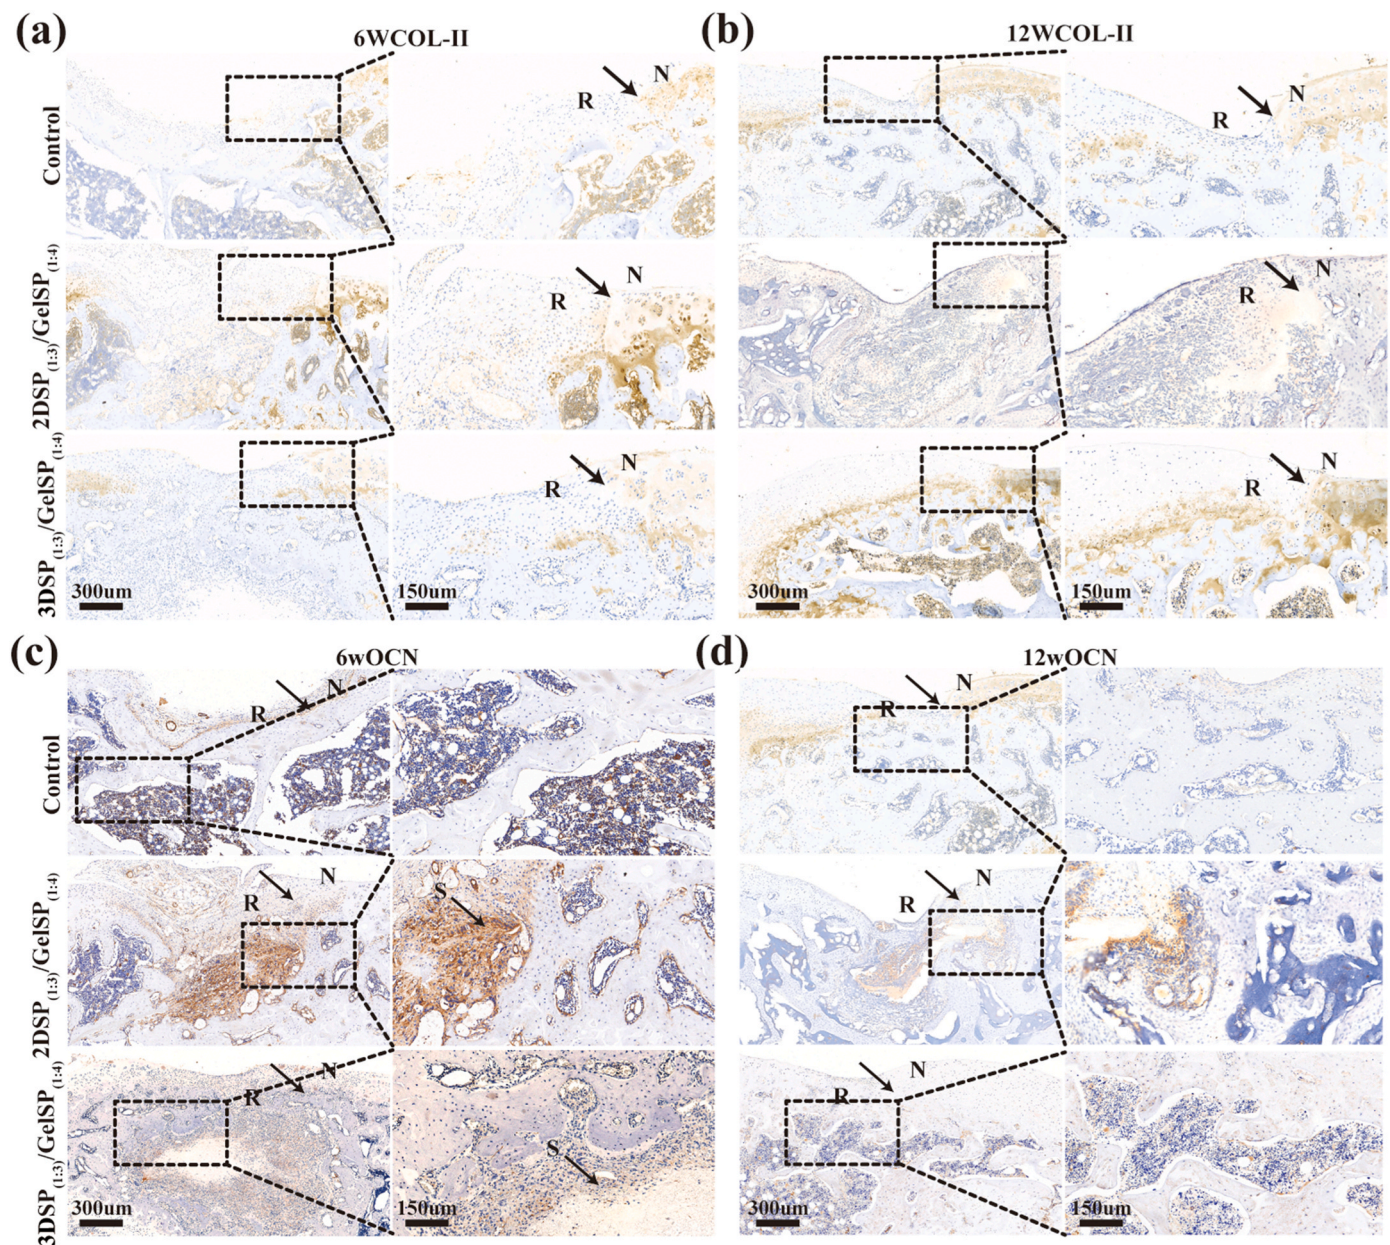 (a)
6WCOL-II
(b)
12WCOL-II
Control
R
N
R
N
2DSP(1:3)/GelSP(1:4)
R
N
R
N
3DSP(1:3)/GelSP(1:4)
R
N
R
N
300um
150um
300um
150um
(c)
6wOCN
(d)
12wOCN
Control
R
N
R
N
2DSP(1:3)/GelSP(1:4)
R
N
S
R
N
3DSP(1:3)/GelSP(1:4)
R
N
S
R
N
300um
150um
300um
150um